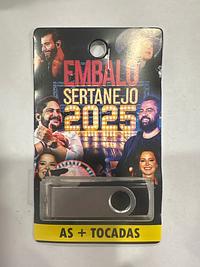 EMBALO
SERTANEJO
2025
AS + TOCADAS